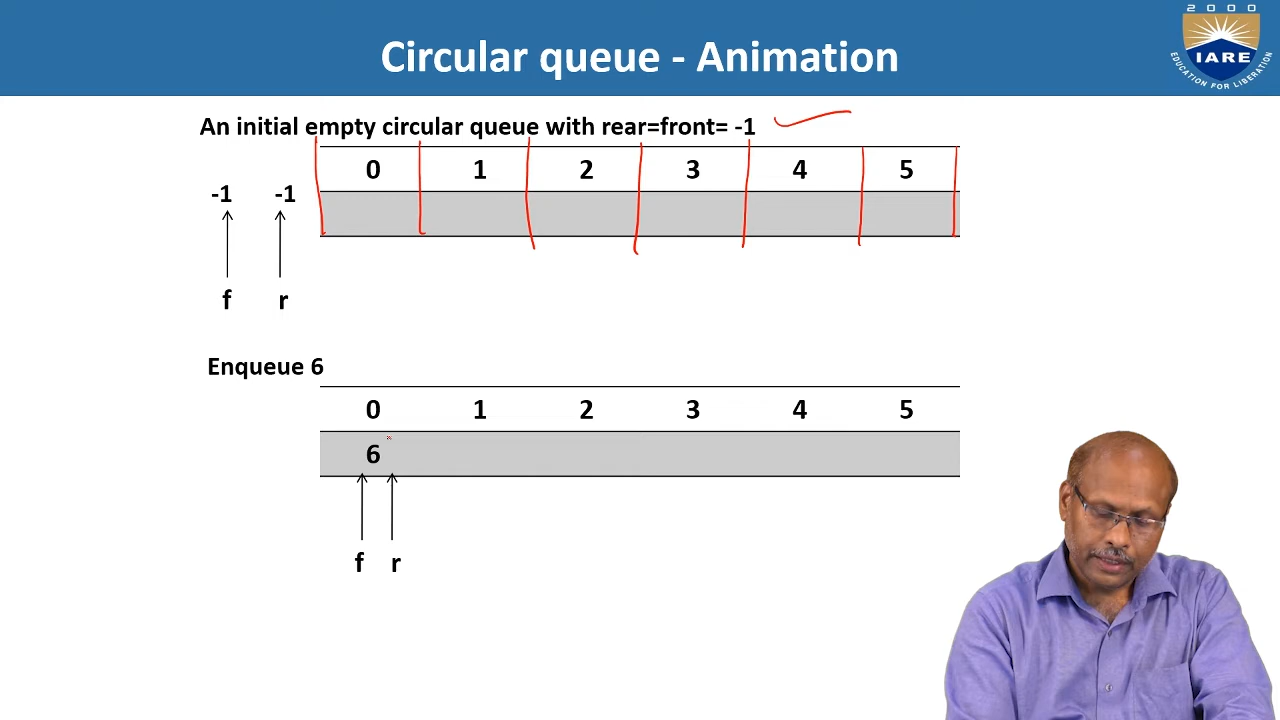 2 0 0 0
IARE
EDUCATION FOR LIBERATION
Circular queue - Animation
An initial empty circular queue with rear=front= -1
0 1 2 3 4 5
-1 -1
f r
Enqueue 6
0 1 2 3 4 5
6
f r